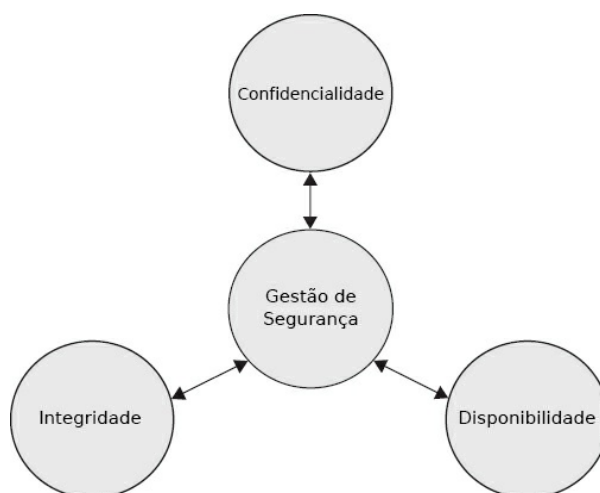 Confidencialidade
Gestão de
Segurança
Integridade
Disponibilidade